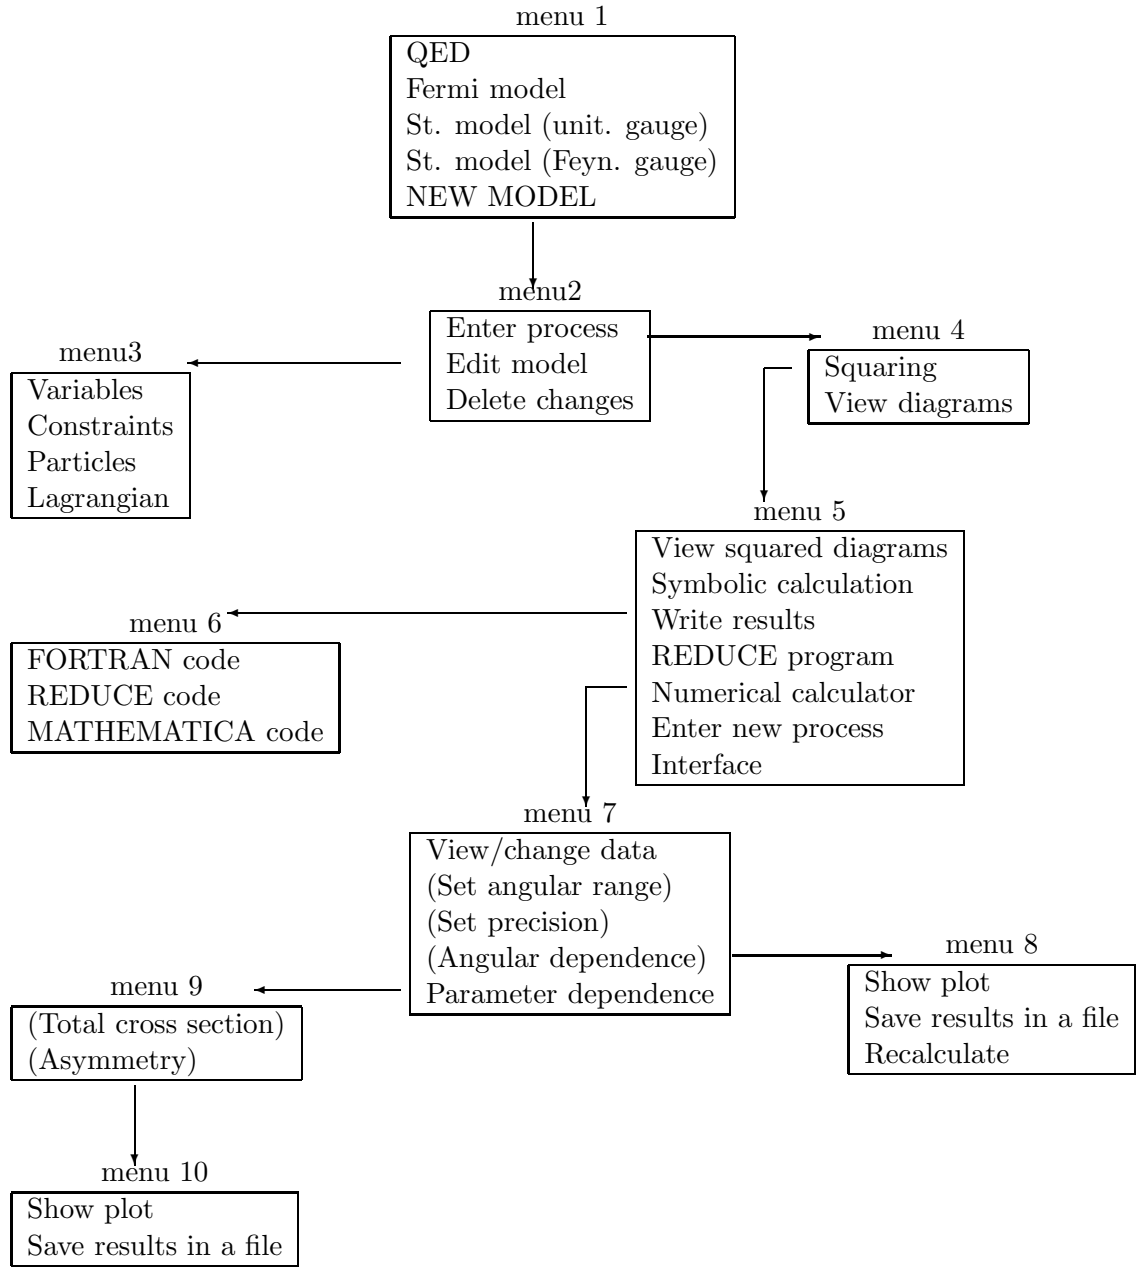 menu 1
QED
Fermi model
St. model (unit. gauge)
St. model (Feyn. gauge)
NEW MODEL
menu2
Enter process
Edit model
Delete changes
menu3
Variables
Constraints
Particles
Lagrangian
menu 4
Squaring
View diagrams
menu 5
View squared diagrams
Symbolic calculation
Write results
REDUCE program
Numerical calculator
Enter new process
Interface
menu 6
FORTRAN code
REDUCE code
MATHEMATICA code
menu 7
View/change data
(Set angular range)
(Set precision)
(Angular dependence)
Parameter dependence
menu 8
Show plot
Save results in a file
Recalculate
menu 9
(Total cross section)
(Asymmetry)
menu 10
Show plot
Save results in a file